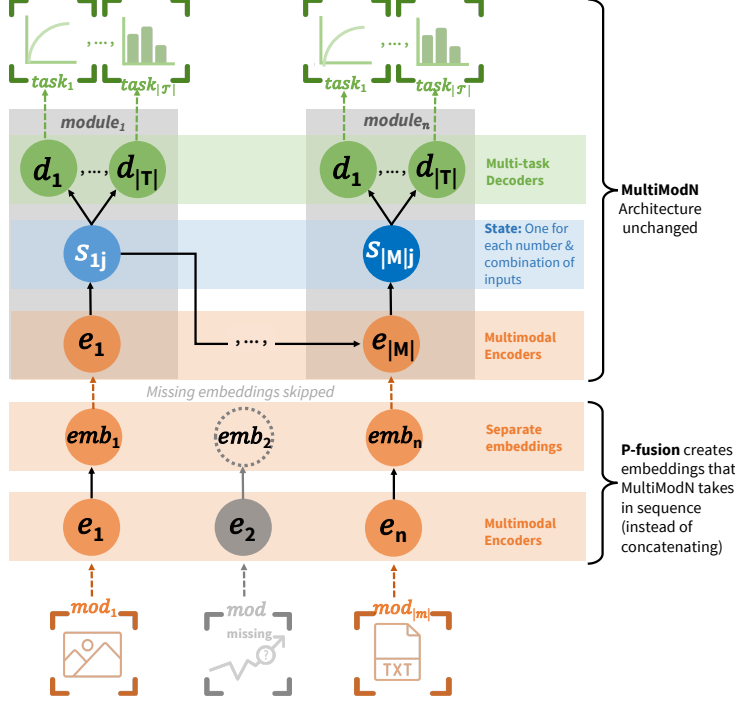 , ... ,
, ... ,
task₁
task|𝒯|
task₁
task|𝒯|
module₁
moduleₙ
d₁
, ... ,
d|T|
d₁
, ... ,
d|T|
Multi-task
Decoders
MultiModN
Architecture
unchanged
s₁ⱼ
s|M|j
State: One for
each number &
combination of
inputs
e₁
, ... ,
e|M|
Multimodal
Encoders
Missing embeddings skipped
emb₁
emb₂
embₙ
Separate
embeddings
P-fusion creates
embeddings that
MultiModN takes
in sequence
(instead of
concatenating)
e₁
e₂
eₙ
Multimodal
Encoders
mod₁
mod
mod|m|
missing
?
TXT